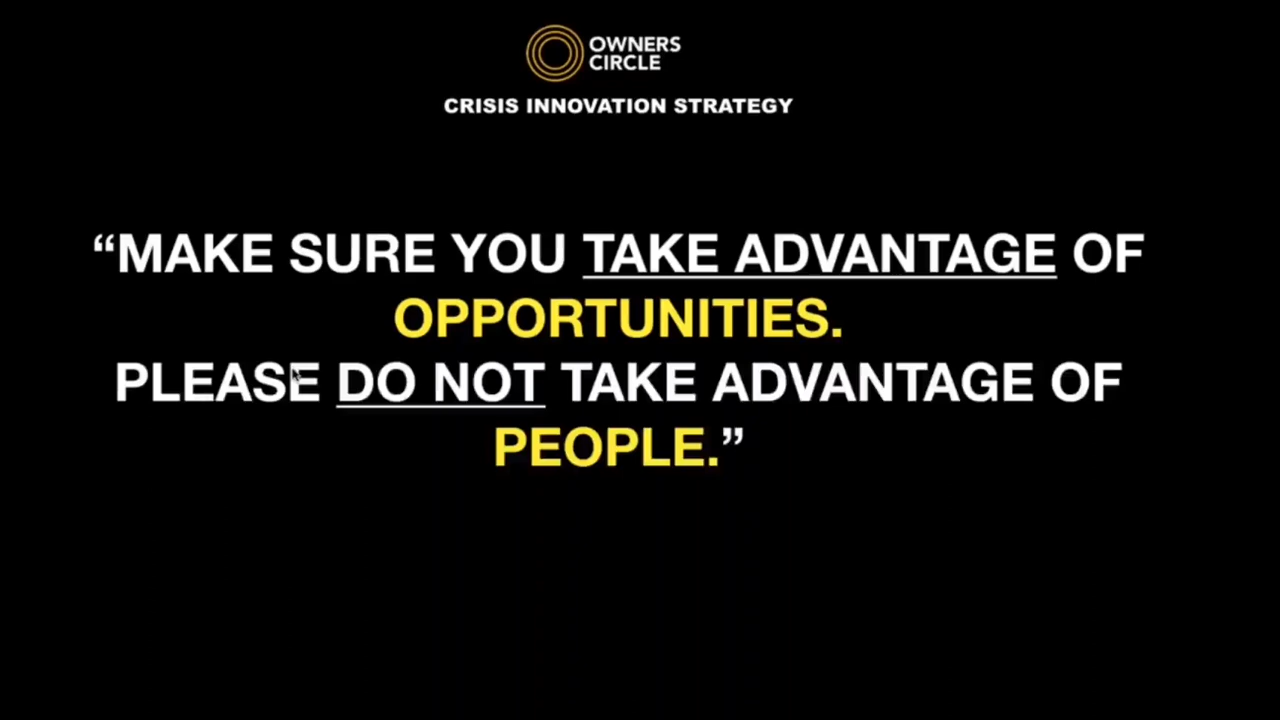 OWNERS
CIRCLE
CRISIS INNOVATION STRATEGY
“MAKE SURE YOU TAKE ADVANTAGE OF
OPPORTUNITIES.
PLEASE DO NOT TAKE ADVANTAGE OF
PEOPLE.”